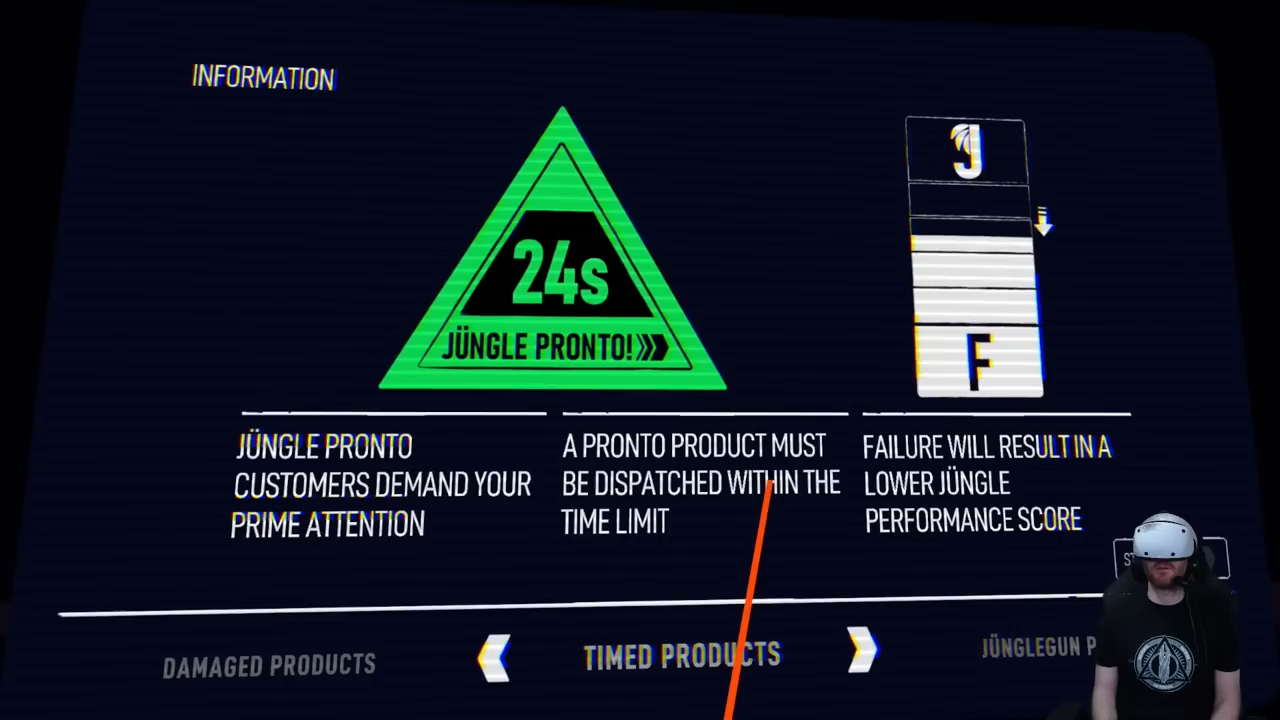 INFORMATION
24s
JÜNGLE PRONTO!
J
F
JÜNGLE PRONTO
CUSTOMERS DEMAND YOUR
PRIME ATTENTION
A PRONTO PRODUCT MUST
BE DISPATCHED WITHIN THE
TIME LIMIT
FAILURE WILL RESULT IN A
LOWER JÜNGLE
PERFORMANCE SCORE
DAMAGED PRODUCTS
TIMED PRODUCTS
JÜNGLEGUN P